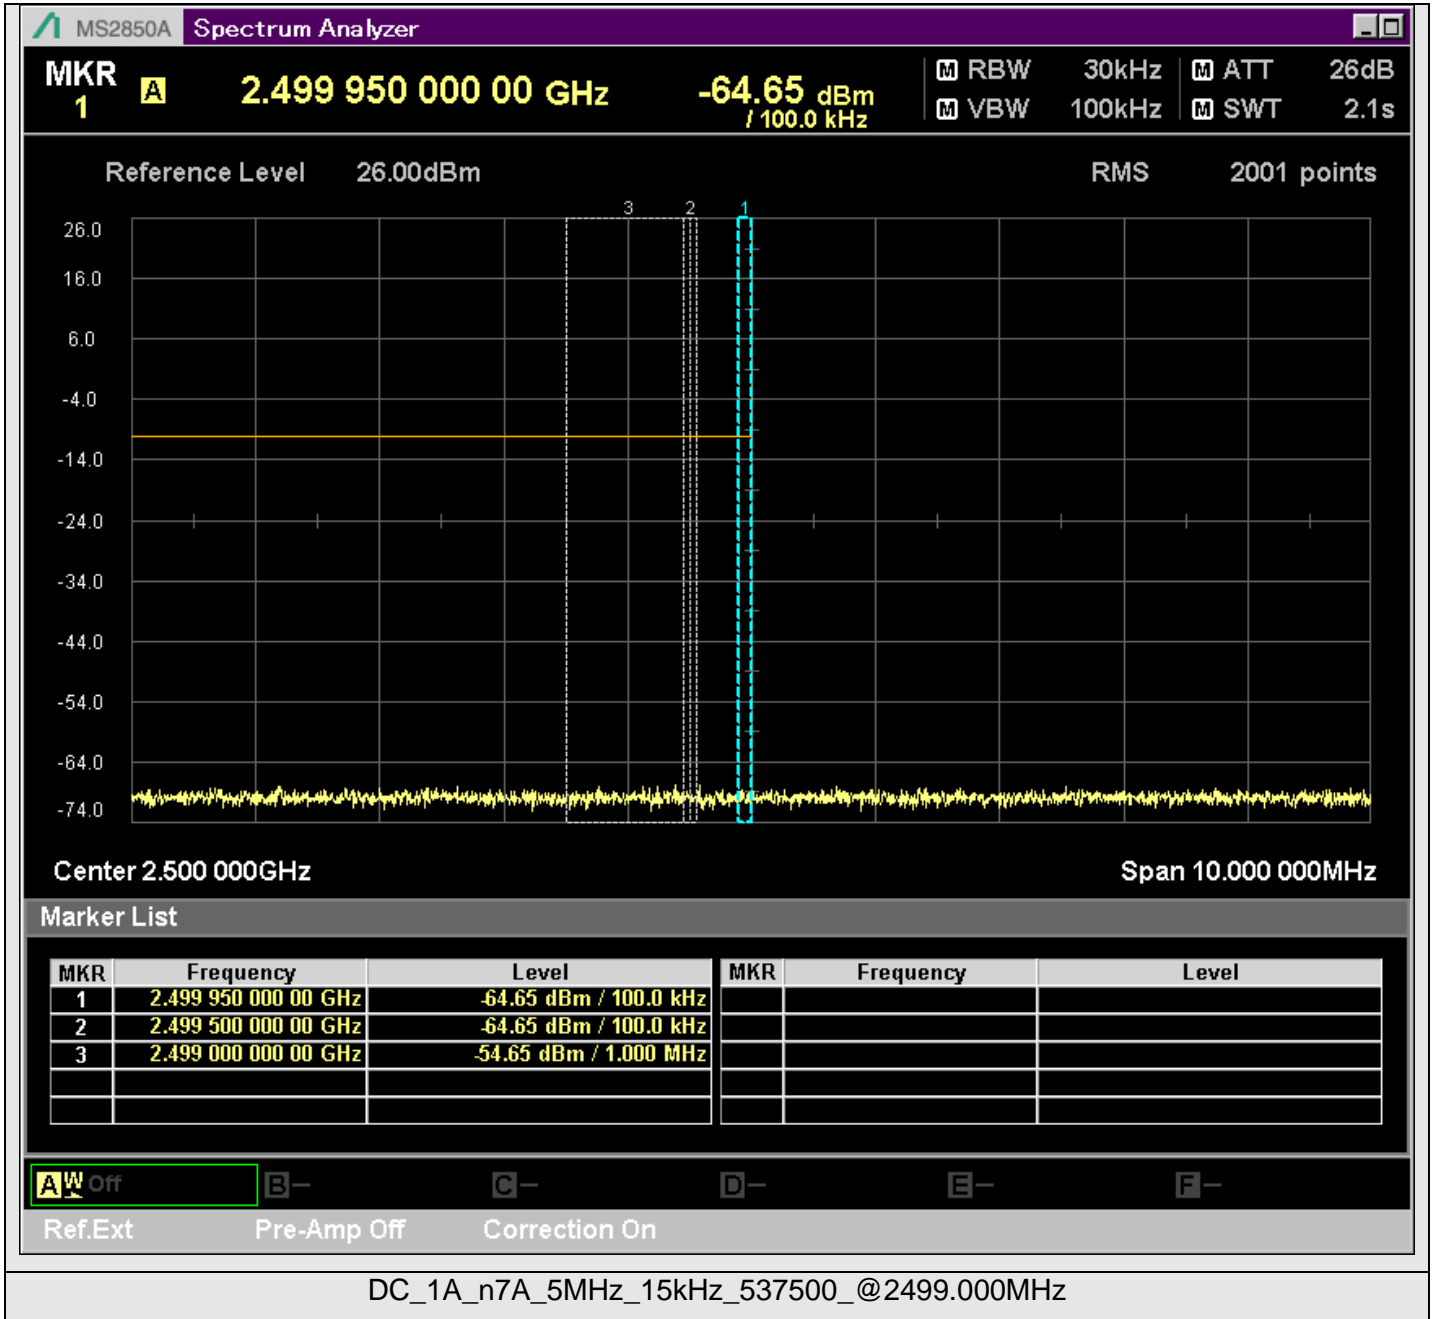 MS2850A Spectrum Analyzer
MKR 1 A 2.499 950 000 00 GHz -64.65 dBm / 100.0 kHz
M RBW 30kHz M ATT 26dB
M VBW 100kHz M SWT 2.1s
Reference Level 26.00dBm RMS 2001 points
3 2 1
26.0
16.0
6.0
-4.0
-14.0
-24.0
-34.0
-44.0
-54.0
-64.0
-74.0
Center 2.500 000GHz Span 10.000 000MHz
Marker List
MKR Frequency Level MKR Frequency Level
1 2.499 950 000 00 GHz -64.65 dBm / 100.0 kHz
2 2.499 500 000 00 GHz -64.65 dBm / 100.0 kHz
3 2.499 000 000 00 GHz -54.65 dBm / 1.000 MHz
A W Off B— C— D— E— F—
Ref.Ext Pre-Amp Off Correction On
DC_1A_n7A_5MHz_15kHz_537500_@2499.000MHz